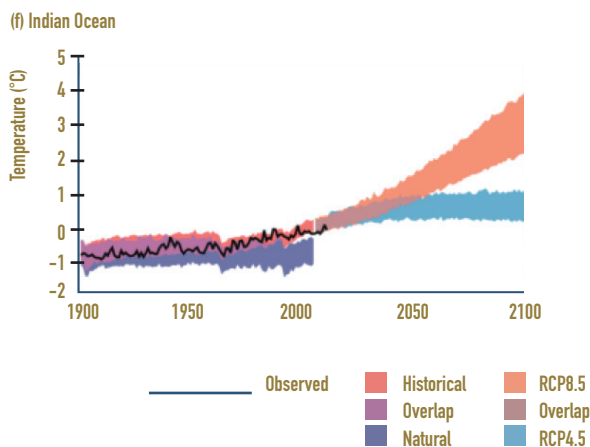 (f) Indian Ocean
Temperature (°C)
5
4
3
2
1
0
−1
−2
1900 1950 2000 2050 2100
Observed Historical RCP8.5
Overlap Overlap
Natural RCP4.5